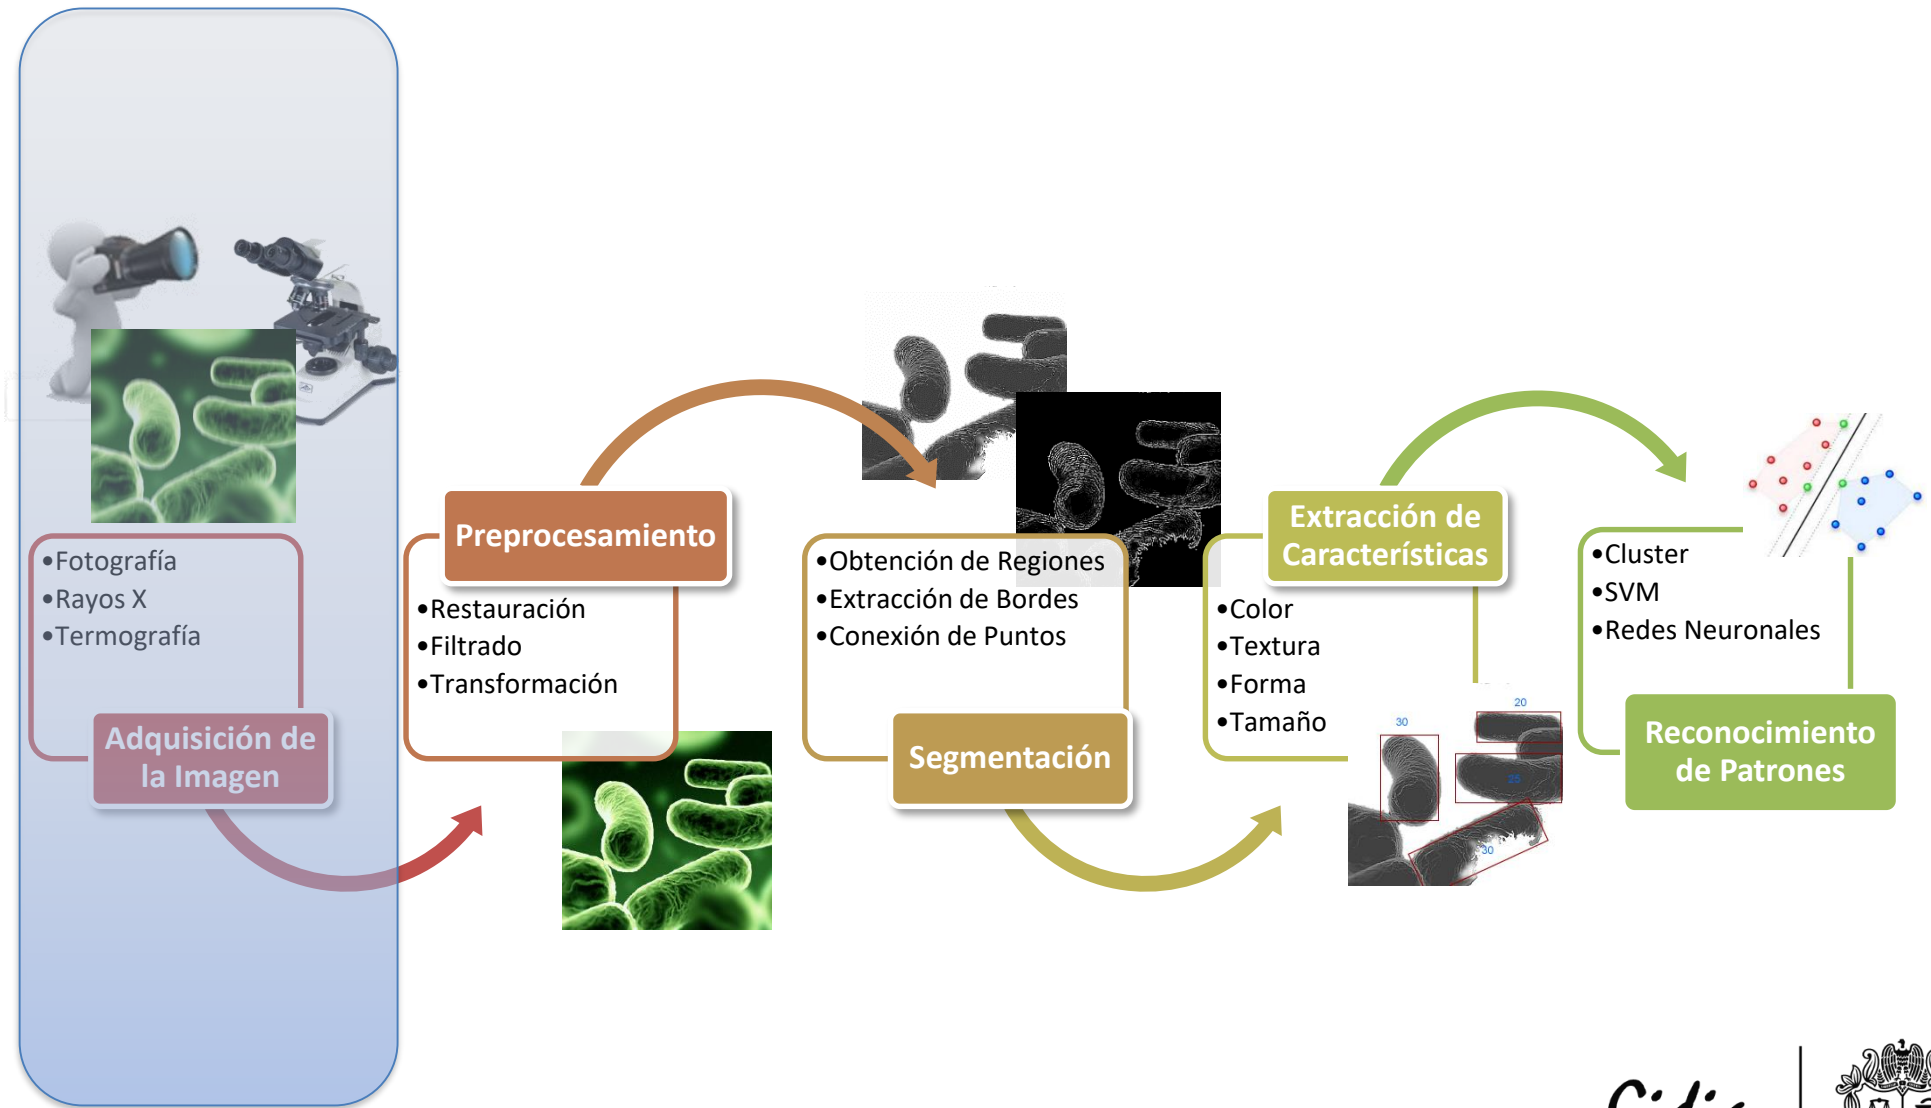 •Fotografía
•Rayos X
•Termografía
Adquisición de
la Imagen
Preprocesamiento
•Restauración
•Filtrado
•Transformación
•Obtención de Regiones
•Extracción de Bordes
•Conexión de Puntos
Segmentación
Extracción de
Características
•Color
•Textura
•Forma
•Tamaño
30
20
25
30
•Cluster
•SVM
•Redes Neuronales
Reconocimiento
de Patrones